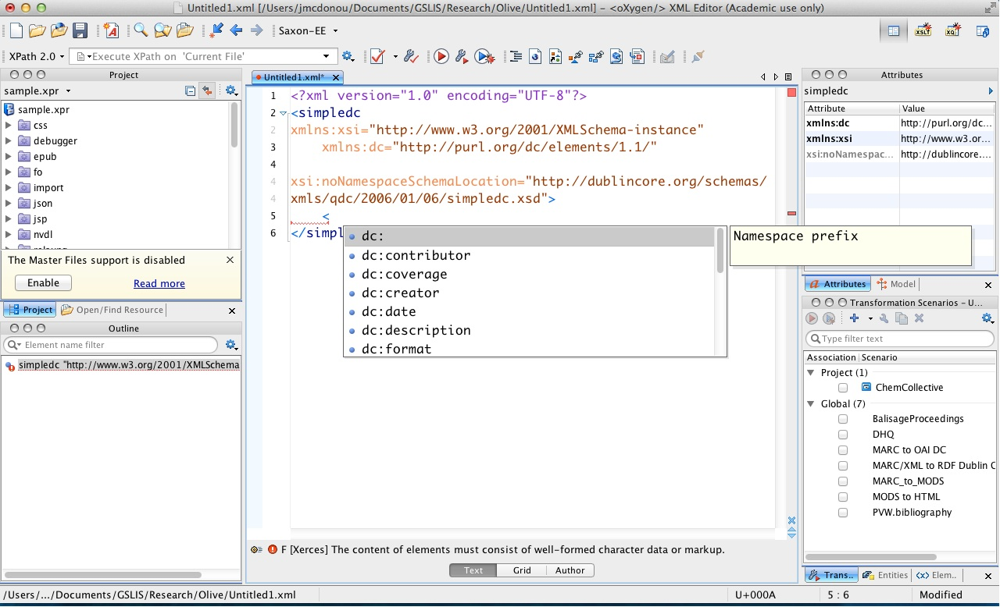 Untitled1.xml [/Users/jmcdonou/Documents/GSLIS/Research/Olive/Untitled1.xml] - <oXygen/> XML Editor (Academic use only)
Saxon-EE
XSLT
XQ
XPath 2.0
Execute XPath on 'Current File'
Project
sample.xpr
sample.xpr
css
debugger
epub
fo
import
json
jsp
nvdl
The Master Files support is disabled
Enable
Read more
Project
Open/Find Resource
Outline
Element name filter
simpledc "http://www.w3.org/2001/XMLSchema
Untitled1.xml*
1 <?xml version="1.0" encoding="UTF-8"?>
2 <simpledc
2 xmlns:xsi="http://www.w3.org/2001/XMLSchema-instance"
3 xmlns:dc="http://purl.org/dc/elements/1.1/"
4
4 xsi:noNamespaceSchemaLocation="http://dublincore.org/schemas/
4 xmls/qdc/2006/01/06/simpledc.xsd">
5 <
6 </simpl
dc:
dc:contributor
dc:coverage
dc:creator
dc:date
dc:description
dc:format
Namespace prefix
F [Xerces] The content of elements must consist of well-formed character data or markup.
Text Grid Author
Attributes
simpledc
Attribute Value
xmlns:dc http://purl.org/dc...
xmlns:xsi http://www.w3.or...
xsi:noNamespac... http://dublincore....
Attributes
Model
Transformation Scenarios – U...
Type filter text
Association Scenario
Project (1)
ChemCollective
Global (7)
BalisageProceedings
DHQ
MARC to OAI DC
MARC/XML to RDF Dublin C
MARC_to_MODS
MODS to HTML
PVW.bibliography
Trans..
Entities
Elem..
/Users/.../Documents/GSLIS/Research/Olive/Untitled1.xml
U+000A
5 : 6
Modified